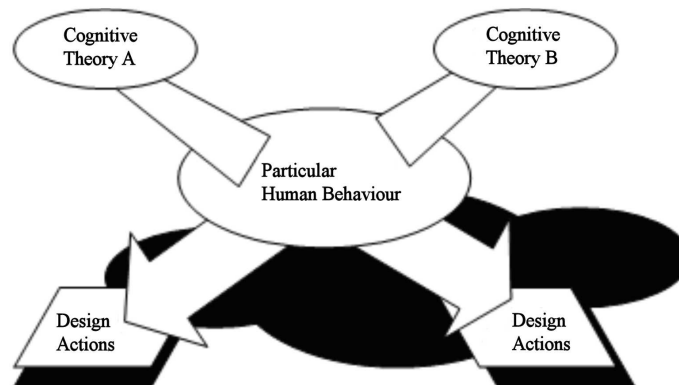 Cognitive
Theory A
Cognitive
Theory B
Particular
Human Behaviour
Design
Actions
Design
Actions